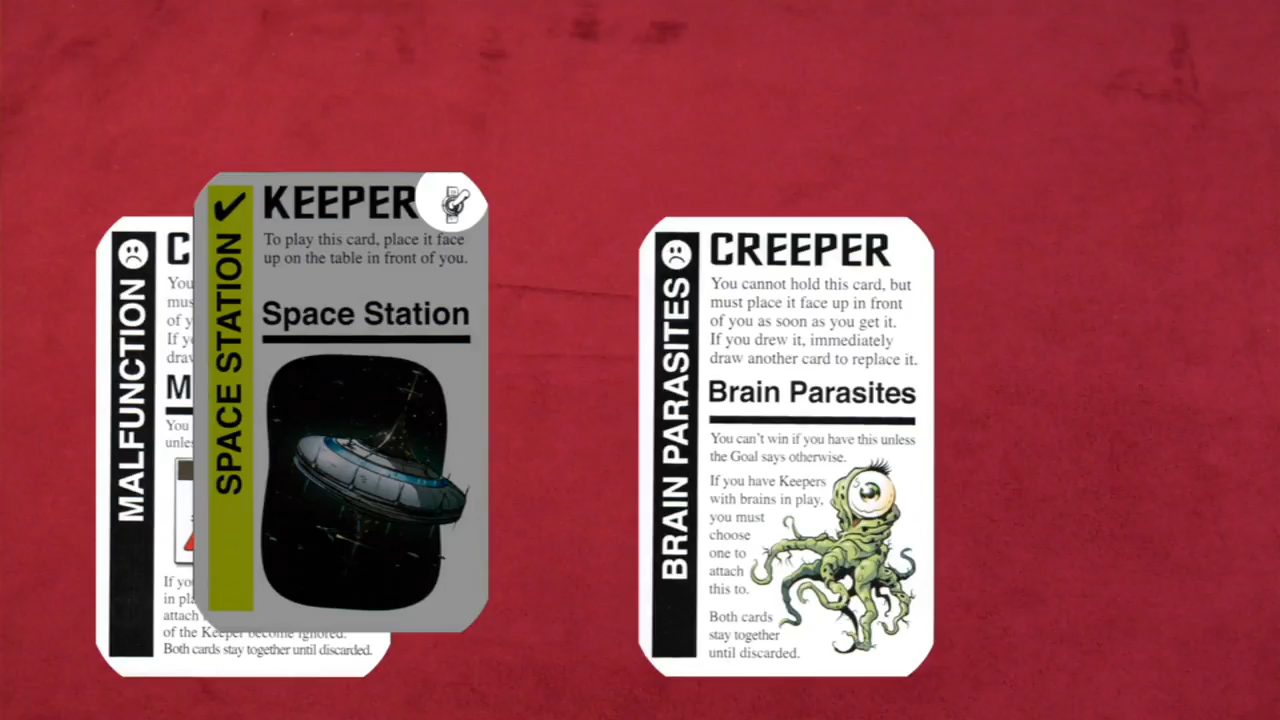 MALFUNCTION
C
You
must
of y
If y
draw
M
You
unles
If you
in pla
attach
of the Keeper become ignored.
Both cards stay together until discarded.
SPACE STATION
KEEPER
To play this card, place it face
up on the table in front of you.
Space Station
BRAIN PARASITES
CREEPER
You cannot hold this card, but
must place it face up in front
of you as soon as you get it.
If you drew it, immediately
draw another card to replace it.
Brain Parasites
You can't win if you have this unless
the Goal says otherwise.
If you have Keepers
with brains in play,
you must
choose
one to
attach
this to.
Both cards
stay together
until discarded.